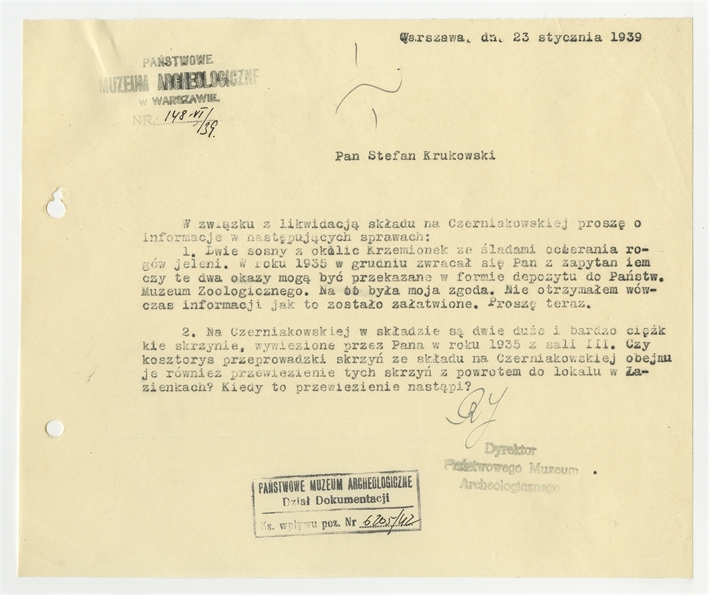 Warszawa, dn. 23 stycznia 1939
PAŃSTWOWE
MUZEUM ARCHEOLOGICZNE
w WARSZAWIE.
NR. 148.VI/39.
Pan Stefan Krukowski
W związku z likwidacją składu na Czerniakowskiej proszę o
informacje w następujących sprawach:
1. Dwie sosny z okolic Krzemionek ze śladami ocierania ro-
gów jeleni. W roku 1935 w grudniu zwracał się Pan z zapytan iem
czy te dwa okazy mogą być przekazane w formie depozytu do Państw.
Muzeum Zoologicznego. Na to była moja zgoda. Nie otrzymałem wów-
czas informacji jak to zostało załatwione. Proszę teraz.
2. Na Czerniakowskiej w składzie są dwie duże i bardzo ciężk
kie skrzynie, wywiezione przez Pana w roku 1935 z sali III. Czy
kosztorys przeprowadzki skrzyń ze składu na Czerniakowskiej obejmu
je również przewiezienie tych skrzyń z powrotem do lokalu w Ła-
zienkach? Kiedy to przewiezienie nastąpi?
Dyrektor
Państwowego Muzeum
Archeologicznego
PAŃSTWOWE MUZEUM ARCHEOLOGICZNE
Dział Dokumentacji
Ks. wpływu poz. Nr 6205/42